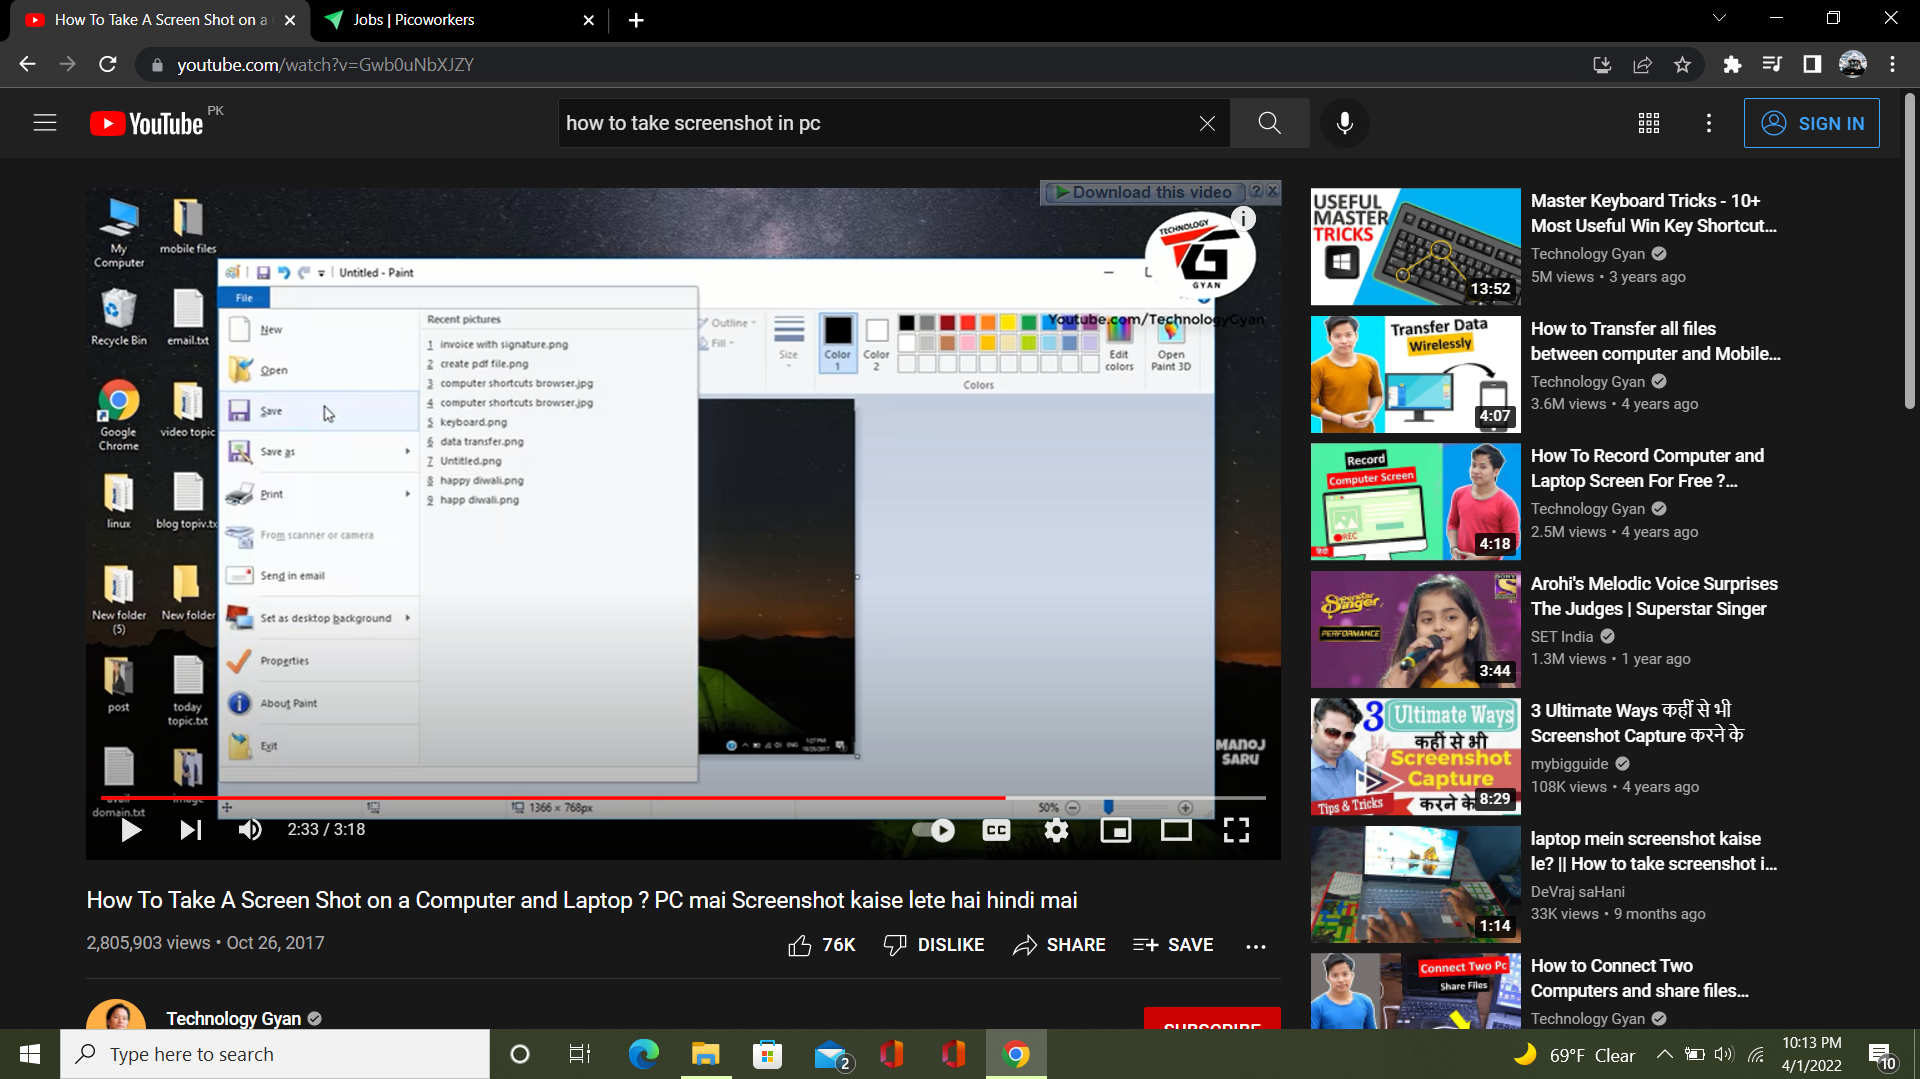 How To Take A Screen Shot on a
Jobs | Picoworkers
youtube.com/watch?v=Gwb0uNbXJZY
YouTube PK
how to take screenshot in pc
SIGN IN
Download this video
TECHNOLOGY
GYAN
Youtube.com/TechnologyGyan
My Computer
mobile files
Recycle Bin
email.txt
Google Chrome
video topic
linux
blog topiv.tx
New folder (5)
New folder
post
today topic.txt
domain.txt
image
Untitled - Paint
File
New
Open
Save
Save as
Print
From scanner or camera
Send in email
Set as desktop background
Properties
About Paint
Exit
Recent pictures
1 invoice with signature.png
2 create pdf file.png
3 computer shortcuts browser.jpg
4 computer shortcuts browser.jpg
5 keyboard.png
6 data transfer.png
7 Untitled.png
8 happy diwali.png
9 happ diwali.png
Outline
Fill
Size
Color 1
Color 2
Edit colors
Open Paint 3D
Colors
MANOJ SARU
1366 × 768px
50%
2:33 / 3:18
CC
How To Take A Screen Shot on a Computer and Laptop ? PC mai Screenshot kaise lete hai hindi mai
2,805,903 views • Oct 26, 2017
76K
DISLIKE
SHARE
SAVE
Technology Gyan
SUBSCRIBE
USEFUL MASTER TRICKS
13:52
Master Keyboard Tricks - 10+
Most Useful Win Key Shortcut...
Technology Gyan
5M views • 3 years ago
Transfer Data
Wirelessly
4:07
How to Transfer all files
between computer and Mobile...
Technology Gyan
3.6M views • 4 years ago
Record
Computer Screen
REC
4:18
How To Record Computer and
Laptop Screen For Free ?...
Technology Gyan
2.5M views • 4 years ago
Superstar Singer
PERFORMANCE
3:44
Arohi's Melodic Voice Surprises
The Judges | Superstar Singer
SET India
1.3M views • 1 year ago
3 Ultimate Ways
कहीं से भी
Screenshot
Capture
करने के
Tips & Tricks
8:29
3 Ultimate Ways कहीं से भी
Screenshot Capture करने के
mybigguide
108K views • 4 years ago
1:14
laptop mein screenshot kaise
le? || How to take screenshot i...
DeVraj saHani
33K views • 9 months ago
Connect Two Pc
Share Files
How to Connect Two
Computers and share files...
Technology Gyan
Type here to search
2
69°F Clear
10:13 PM
4/1/2022
10